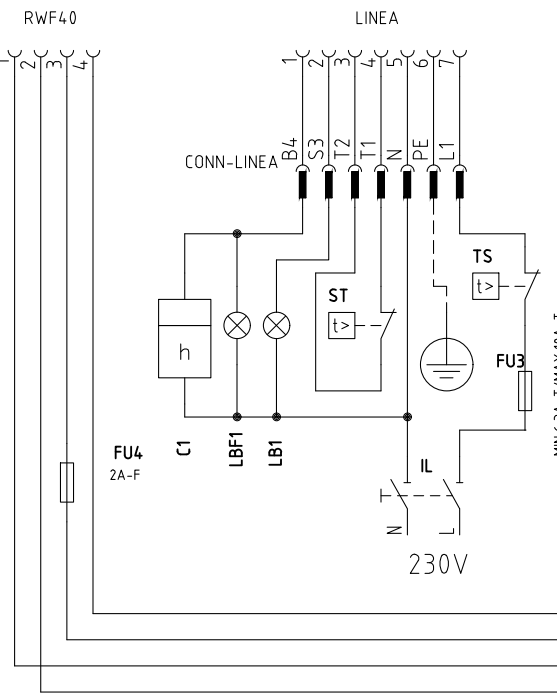 RWF40 LINEA
1 2 3 4 1 2 3 4 5 6 7
CONN-LINEA B4 S3 T2 T1 N PE L1
TS
t>
ST
t>
h
FU3
C1 LBF1 LB1
FU4
2A-F
IL
N L
230V